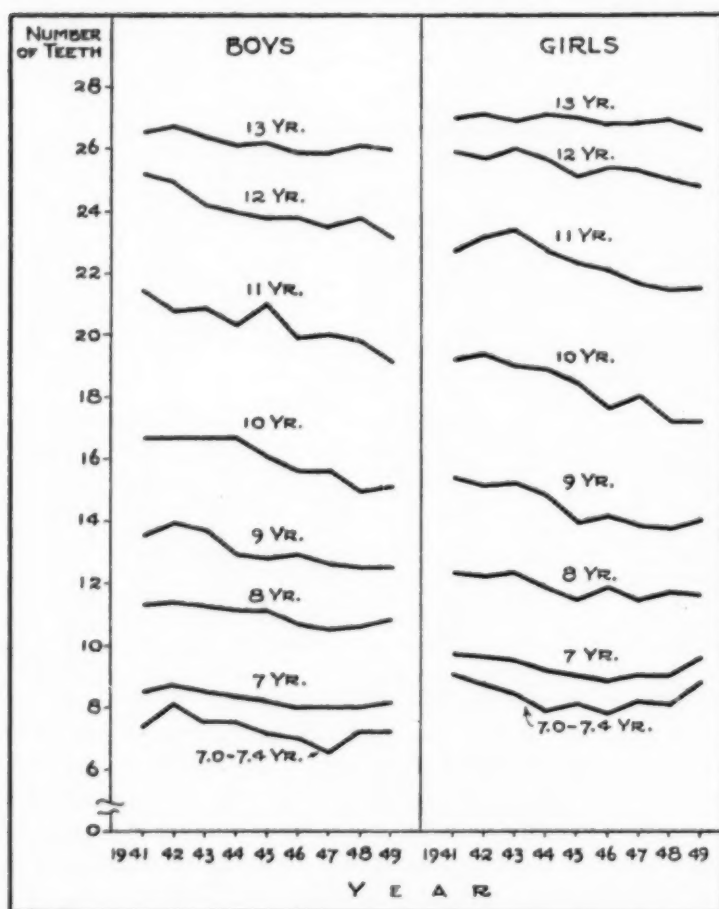 NUMBER
OF TEETH
BOYS
GIRLS
28
26
24
22
20
18
16
14
12
10
8
6
0
13 YR.
12 YR.
11 YR.
10 YR.
9 YR.
8 YR.
7 YR.
7.0-7.4 YR.
13 YR.
12 YR.
11 YR.
10 YR.
9 YR.
8 YR.
7 YR.
7.0-7.4 YR.
1941 42 43 44 45 46 47 48 49 1941 42 43 44 45 46 47 48 49
YEAR